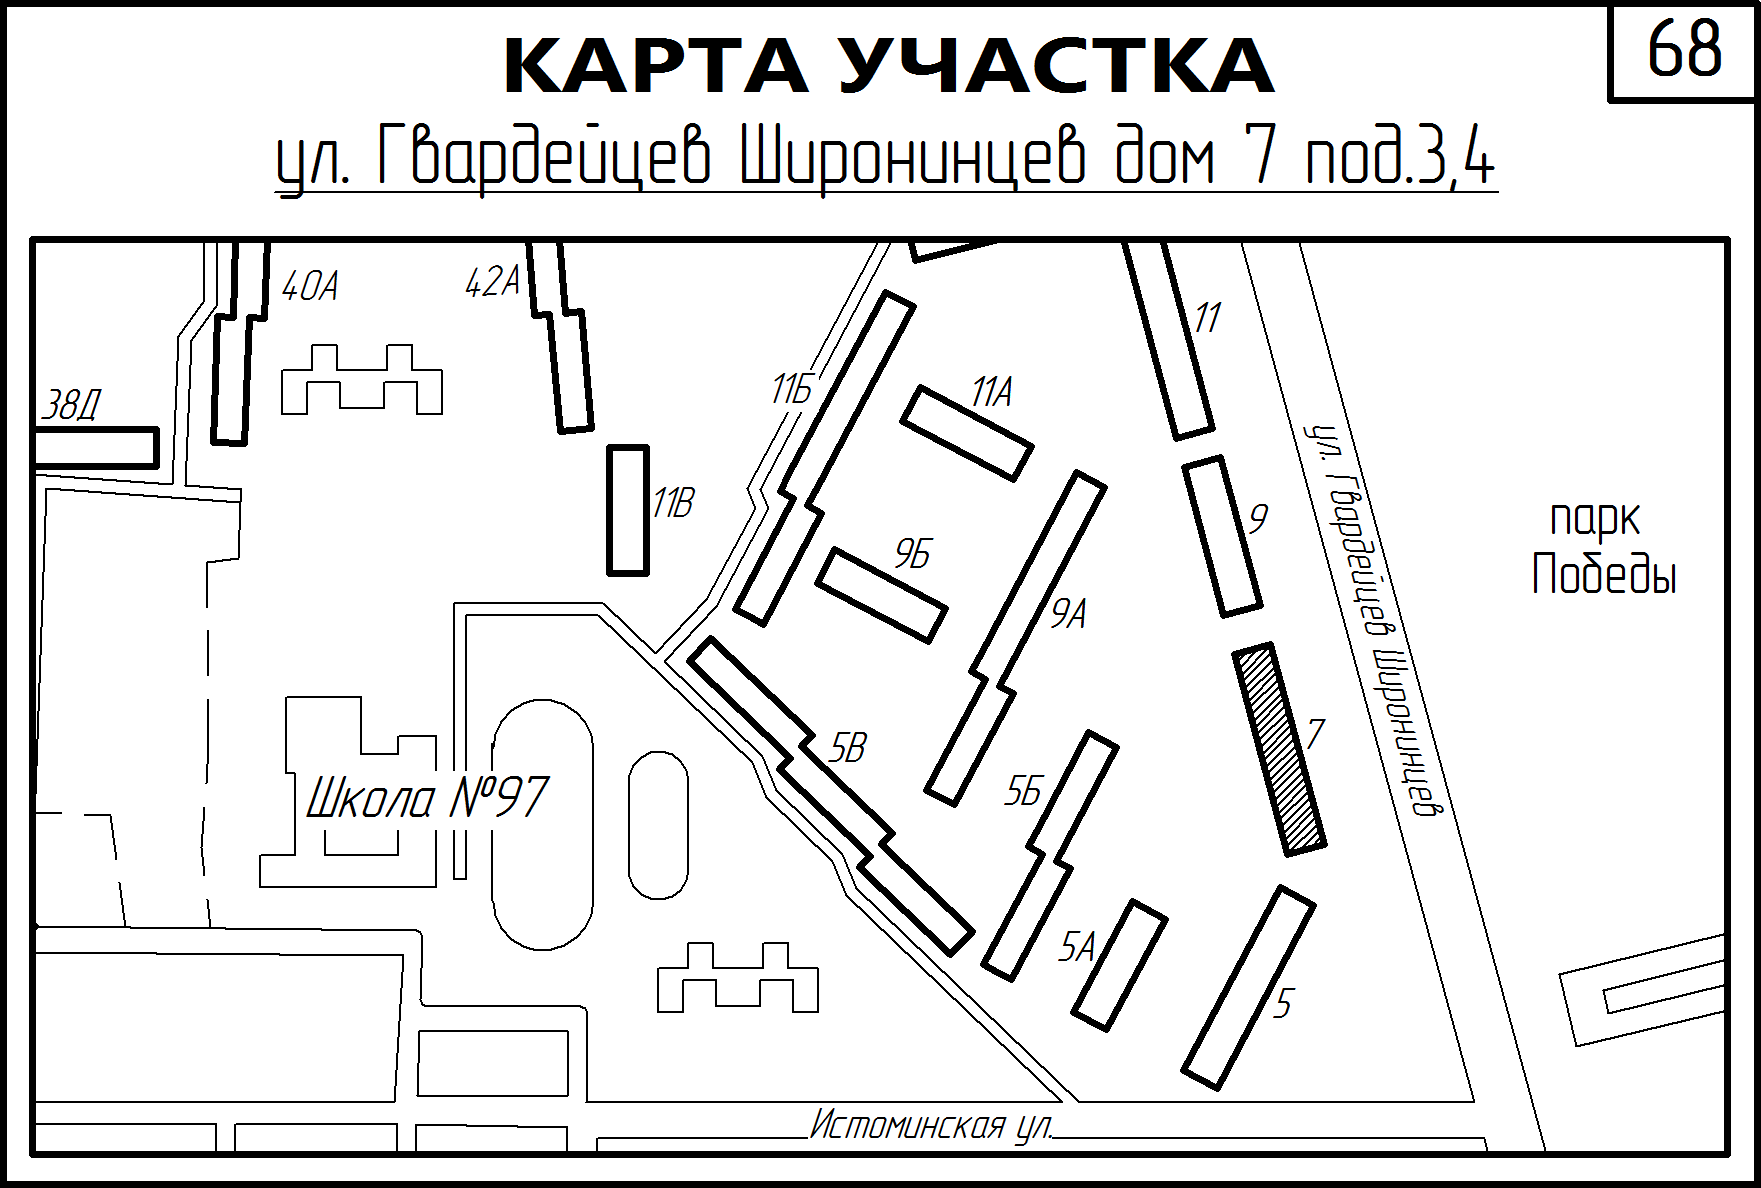 КАРТА УЧАСТКА
68
ул. Гвардейцев Широнинцев дом 7 под.3,4
40А
42А
11
38Д
11Б
11А
11В
9
парк
Победы
9Б
9А
ул. Гвардейцев Широнинцев
7
5В
5Б
Школа №97
5А
5
Истоминская ул.